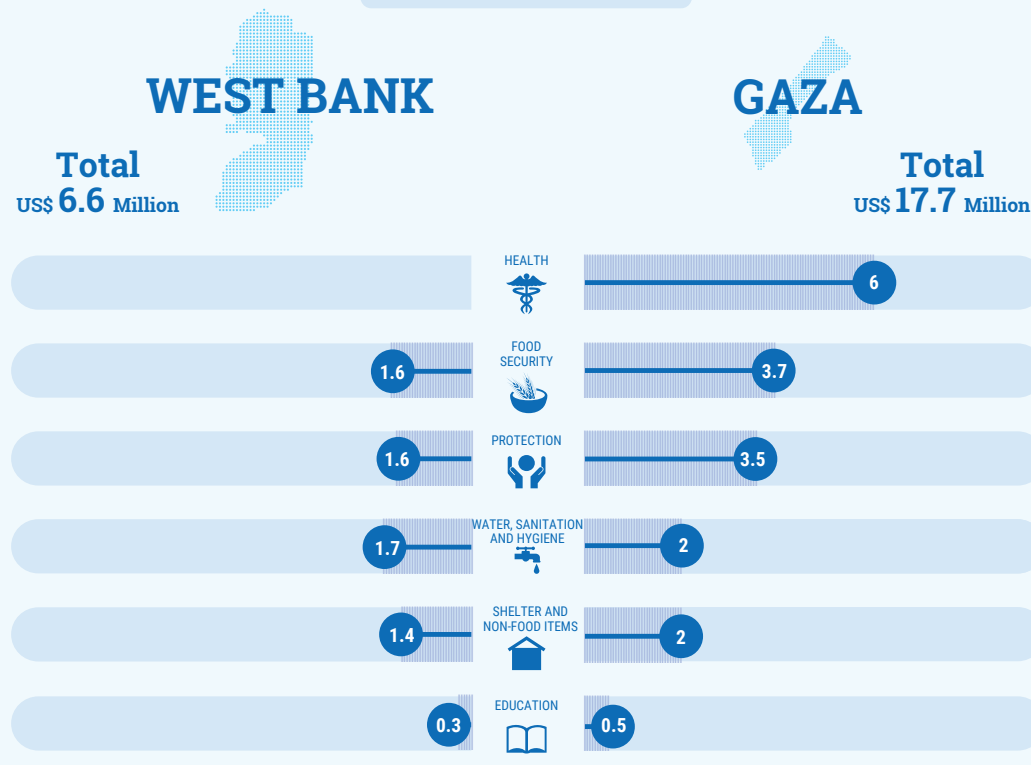 WEST BANK
GAZA
Total
US$ 6.6 Million
Total
US$ 17.7 Million
HEALTH
6
FOOD
SECURITY
1.6
3.7
PROTECTION
1.6
3.5
WATER, SANITATION
AND HYGIENE
1.7
2
SHELTER AND
NON-FOOD ITEMS
1.4
2
EDUCATION
0.3
0.5